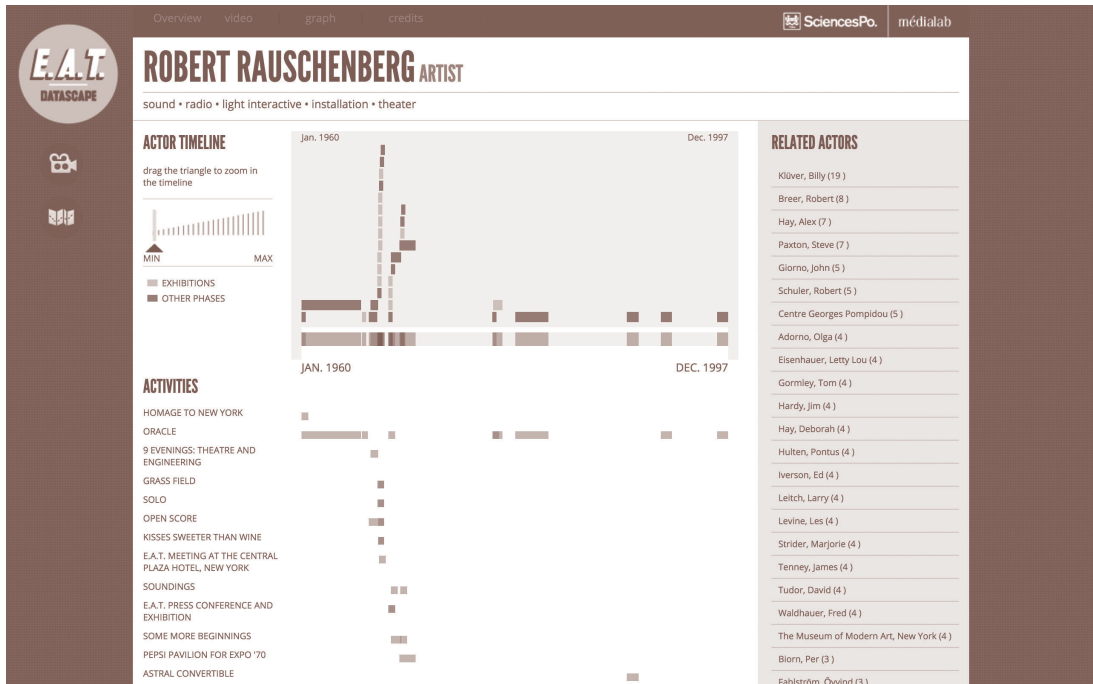 Overview video graph credits
SciencesPo. médialab
E.A.T.
DATASCAPE
ROBERT RAUSCHENBERG ARTIST
sound • radio • light interactive • installation • theater
ACTOR TIMELINE
drag the triangle to zoom in
the timeline
MIN MAX
EXHIBITIONS
OTHER PHASES
Jan. 1960 Dec. 1997
JAN. 1960 DEC. 1997
ACTIVITIES
HOMAGE TO NEW YORK
ORACLE
9 EVENINGS: THEATRE AND
ENGINEERING
GRASS FIELD
SOLO
OPEN SCORE
KISSES SWEETER THAN WINE
E.A.T. MEETING AT THE CENTRAL
PLAZA HOTEL, NEW YORK
SOUNDINGS
E.A.T. PRESS CONFERENCE AND
EXHIBITION
SOME MORE BEGINNINGS
PEPSI PAVILION FOR EXPO '70
ASTRAL CONVERTIBLE
RELATED ACTORS
Klüver, Billy (19 )
Breer, Robert (8 )
Hay, Alex (7 )
Paxton, Steve (7 )
Giorno, John (5 )
Schuler, Robert (5 )
Centre Georges Pompidou (5 )
Adorno, Olga (4 )
Eisenhauer, Letty Lou (4 )
Gormley, Tom (4 )
Hardy, Jim (4 )
Hay, Deborah (4 )
Hulten, Pontus (4 )
Iverson, Ed (4 )
Leitch, Larry (4 )
Levine, Les (4 )
Strider, Marjorie (4 )
Tenney, James (4 )
Tudor, David (4 )
Waldhauer, Fred (4 )
The Museum of Modern Art, New York (4 )
Biorn, Per (3 )
Fahlström, Öyvind (3 )